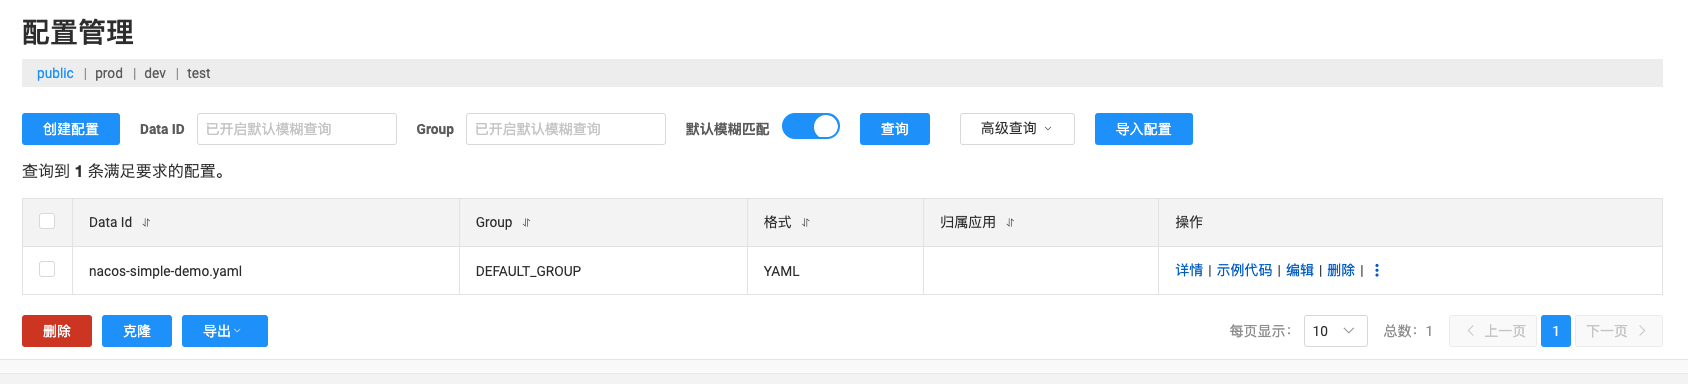 配置管理
public | prod | dev | test
创建配置 Data ID 已开启默认模糊查询 Group 已开启默认模糊查询 默认模糊匹配 查询 高级查询 导入配置
查询到 1 条满足要求的配置。
Data Id Group 格式 归属应用 操作
nacos-simple-demo.yaml DEFAULT_GROUP YAML 详情 | 示例代码 | 编辑 | 删除 |
删除 克隆 导出 每页显示: 10 总数: 1 上一页 1 下一页